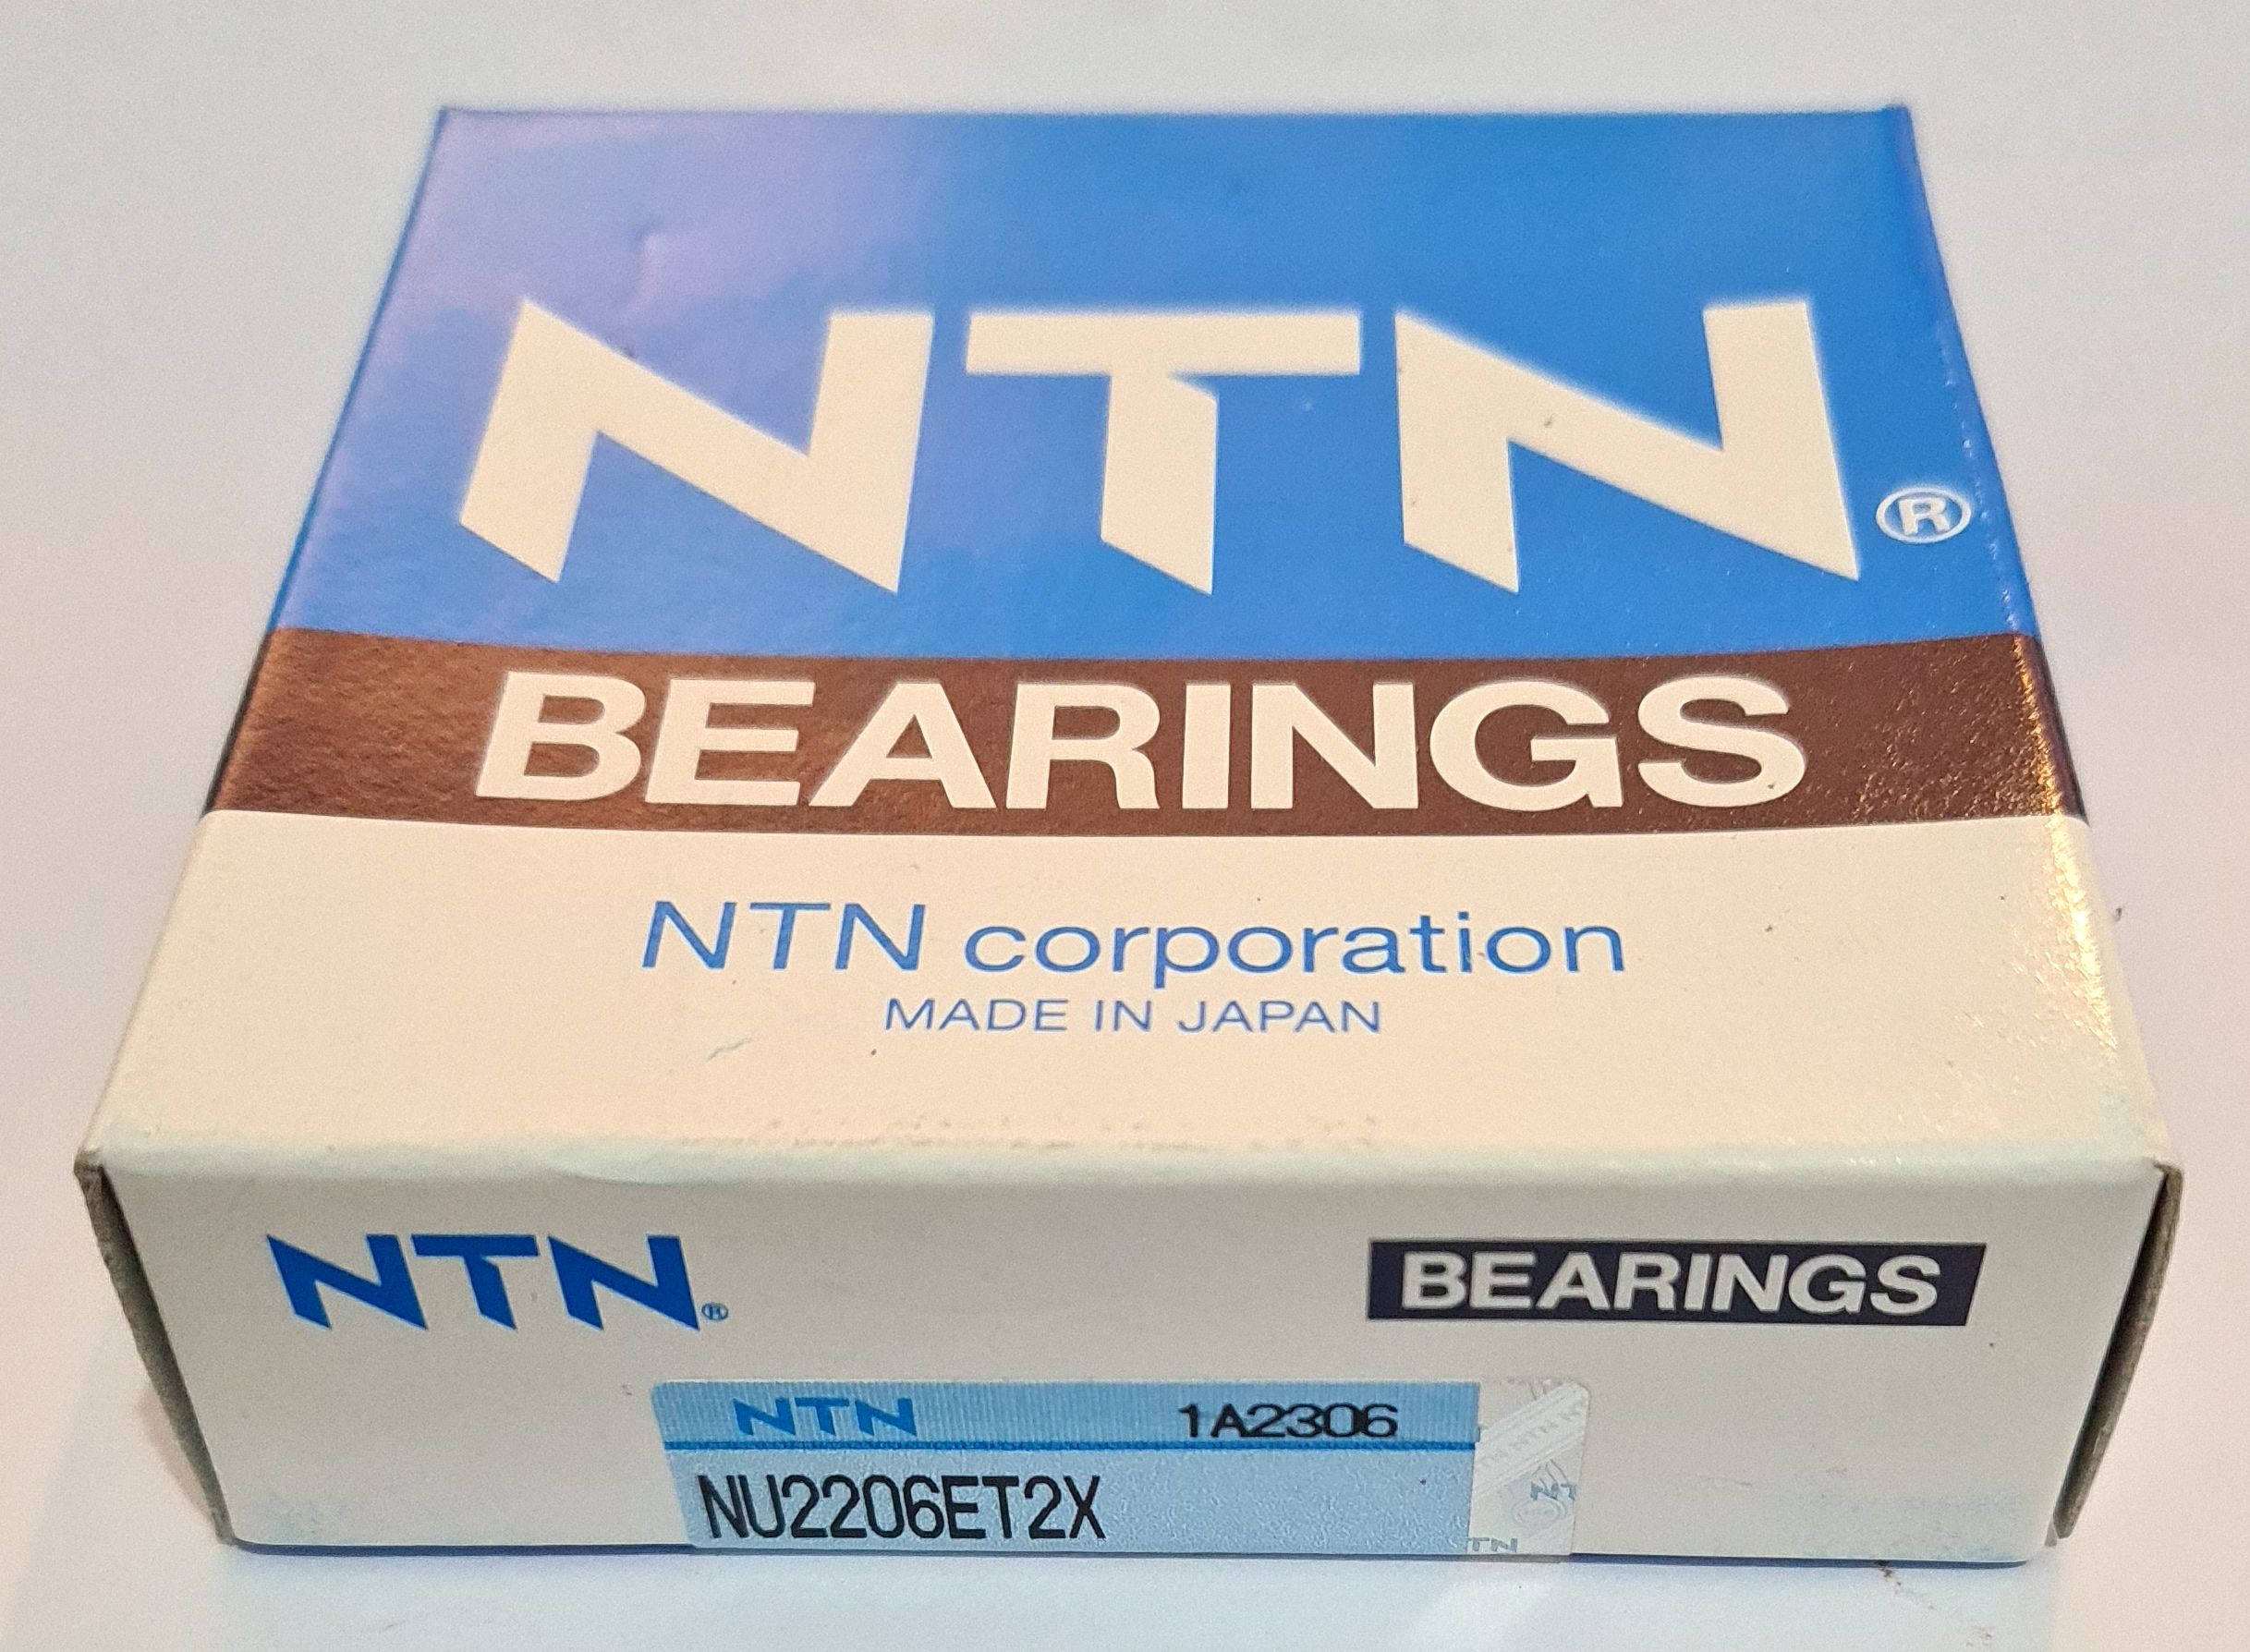 NTN®
BEARINGS
NTN corporation
MADE IN JAPAN
NTN® BEARINGS
NTN 1A2306
NU2206ET2X